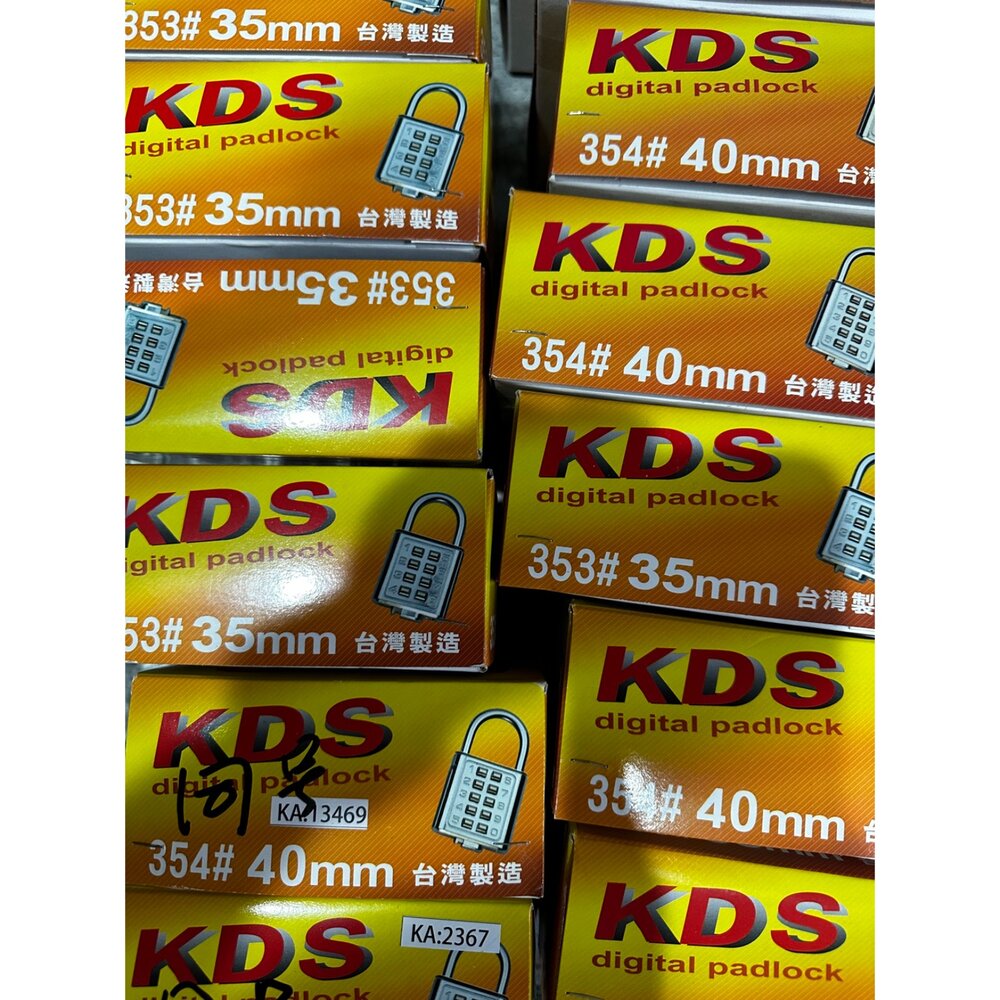 353# 35mm 台灣製造
KDS
digital padlock
353# 35mm 台灣製造
KDS
digital padlock
353# 35mm 台灣製
KDS
digital padlock
53# 35mm 台灣製造
KDS
digital padlock
同号
KA:13469
354# 40mm 台灣製造
KDS
KA:2367
KDS
digital padlock
354# 40mm 台
KDS
digital padlock
354# 40mm 台灣製造
KDS
digital padlock
353# 35mm 台灣製造
KDS
digital padlock
354# 40mm
KDS
digital padlock